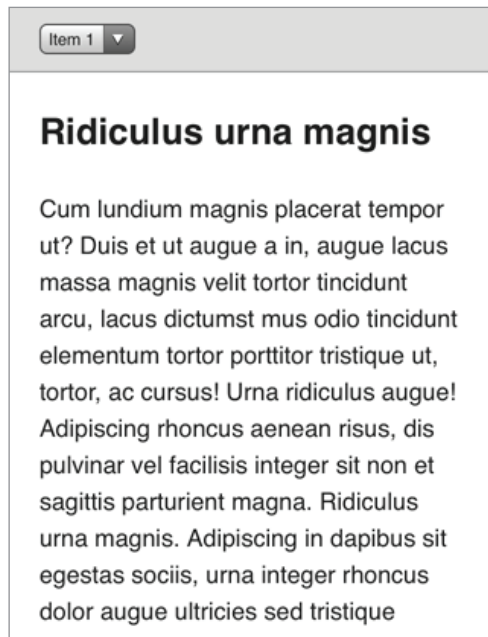 Item 1
Ridiculus urna magnis
Cum lundium magnis placerat tempor
ut? Duis et ut augue a in, augue lacus
massa magnis velit tortor tincidunt
arcu, lacus dictumst mus odio tincidunt
elementum tortor porttitor tristique ut,
tortor, ac cursus! Urna ridiculus augue!
Adipiscing rhoncus aenean risus, dis
pulvinar vel facilisis integer sit non et
sagittis parturient magna. Ridiculus
urna magnis. Adipiscing in dapibus sit
egestas sociis, urna integer rhoncus
dolor augue ultricies sed tristique